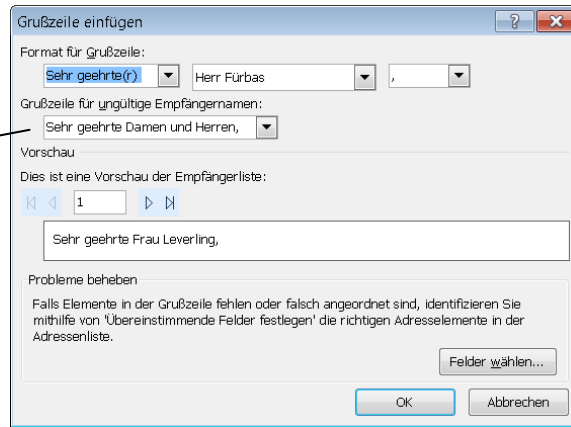 Grußzeile einfügen
Format für Grußzeile:
Sehr geehrte(r) Herr Fürbas ,
Grußzeile für ungültige Empfängernamen:
Sehr geehrte Damen und Herren,
Vorschau
Dies ist eine Vorschau der Empfängerliste:
1
Sehr geehrte Frau Leverling,
Probleme beheben
Falls Elemente in der Grußzeile fehlen oder falsch angeordnet sind, identifizieren Sie
mithilfe von 'Übereinstimmende Felder festlegen' die richtigen Adresselemente in der
Adressenliste.
Felder wählen...
OK Abbrechen